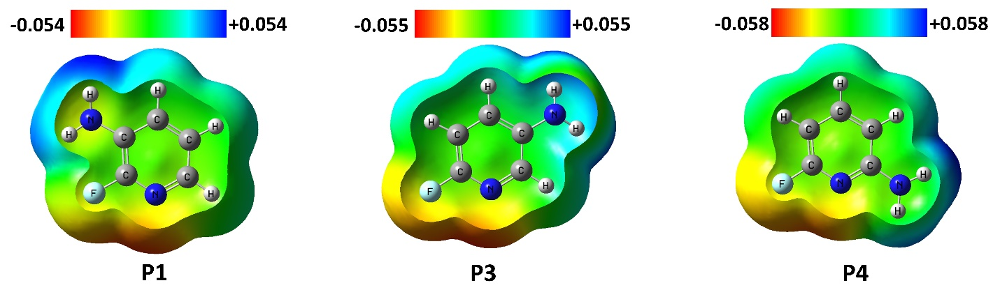 -0.054 +0.054 -0.055 +0.055 -0.058 +0.058
H H H
H H N H N C H C H
N C C H C C H C C H
C C C C C C N H
F N H F N H F N H
P1 P3 P4